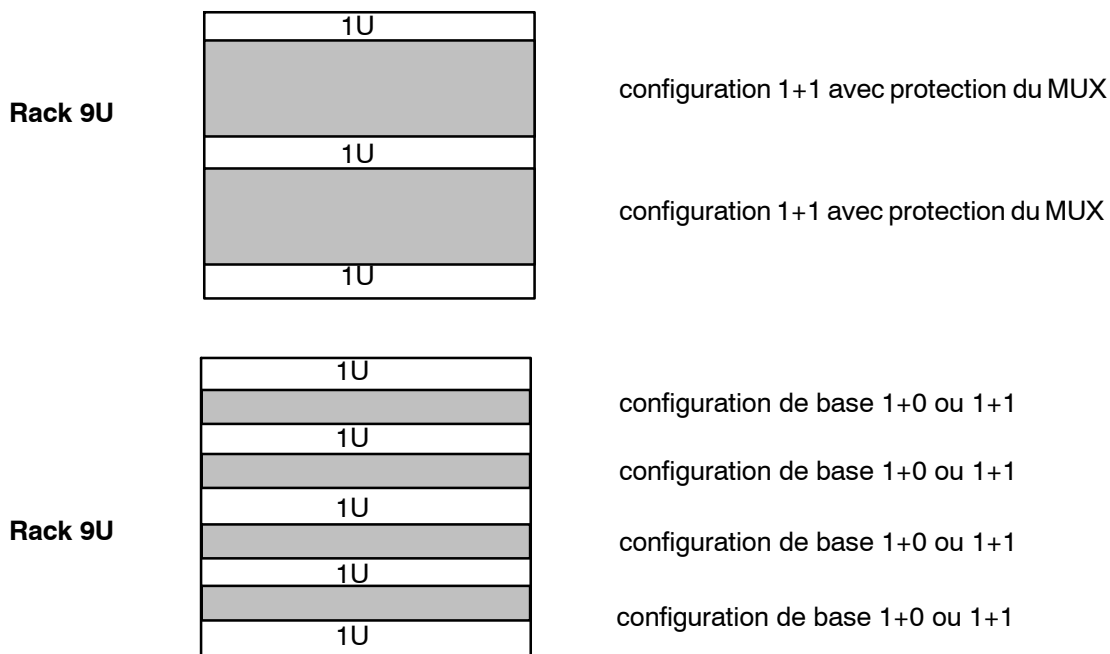 1U
configuration 1+1 avec protection du MUX
Rack 9U
1U
configuration 1+1 avec protection du MUX
1U
1U
configuration de base 1+0 ou 1+1
1U
configuration de base 1+0 ou 1+1
1U
Rack 9U
configuration de base 1+0 ou 1+1
1U
configuration de base 1+0 ou 1+1
1U